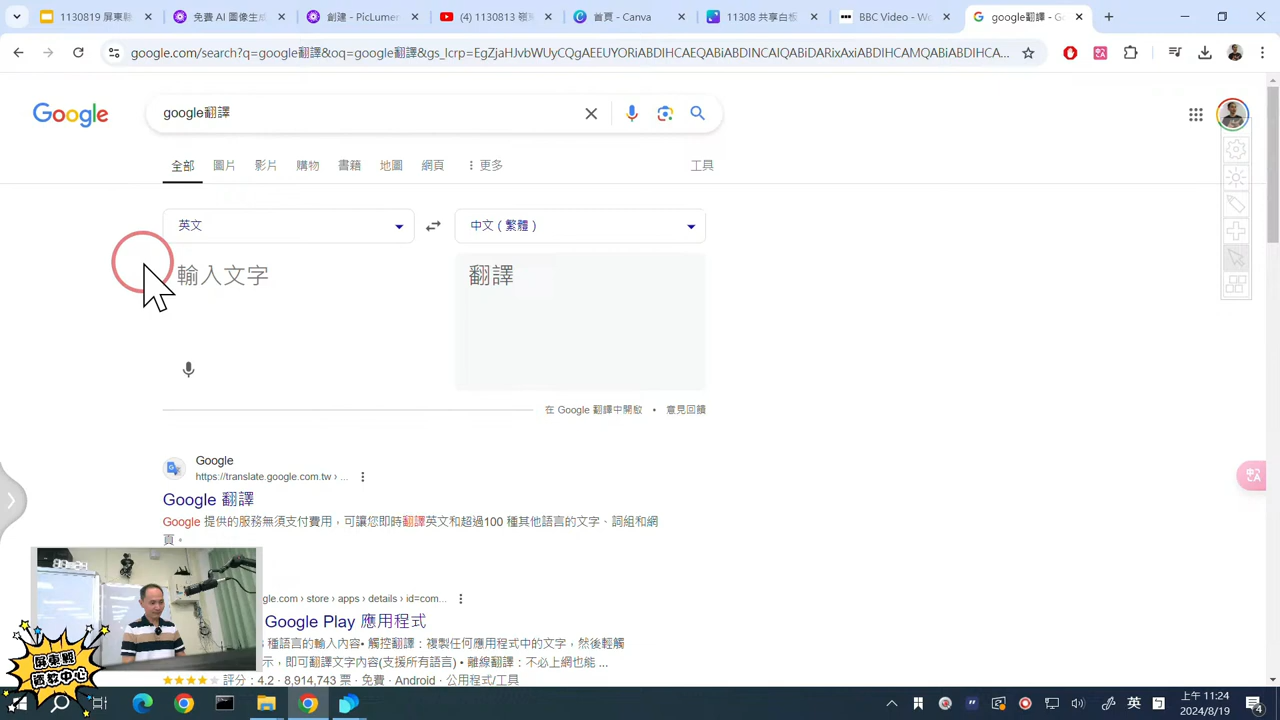 1130819 屏東縣
免費 AI 圖像生成
創建 - PicLumen
(4) 1130813 嶺
首頁 - Canva
113年 共享白板
BBC Video - Wo
google翻譯 - Go
google.com/search?q=google翻譯&oq=google翻譯&gs_lcrp=EgZjaHJvbWUyCQgAEEUYORiABDIHCAEQABiABDINCAIQABiDARixAxiABDIHCAMQABiABDIHCA...
Google
google翻譯
全部
圖片
影片
購物
書籍
地圖
網頁
更多
工具
英文
中文（繁體）
輸入文字
翻譯
在 Google 翻譯中開啟 • 意見回饋
Google
https://translate.google.com.tw › ...
Google 翻譯
Google 提供的服務無須支付費用，可讓您即時翻譯英文和超過100 種其他語言的文字、詞組和網
頁。
gle.com › store › apps › details › id=com...
Google Play 應用程式
種語言的輸入內容• 觸控翻譯：複製任何應用程式中的文字，然後輕觸
示，即可翻譯文字內容(支援所有語言) • 離線翻譯：不必上網也能 ...
評分：4.2 · 8,914,743 票 · 免費 · Android · 公用程式/工具
屏東縣
英
上午 11:24
2024/8/19
4